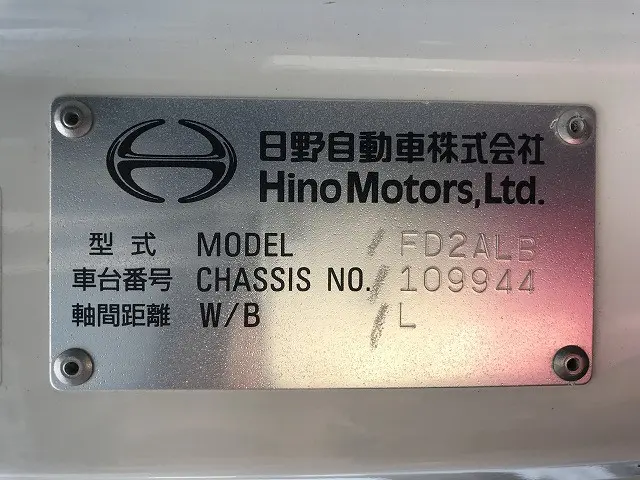 日野自動車株式会社
Hino Motors, Ltd.
型式 MODEL FD2ALB
車台番号 CHASSIS NO. 109944
軸間距離 W/B L